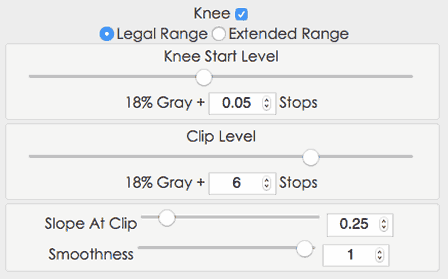 Knee
Legal Range Extended Range
Knee Start Level
18% Gray + 0.05 Stops
Clip Level
18% Gray + 6 Stops
Slope At Clip 0.25
Smoothness 1